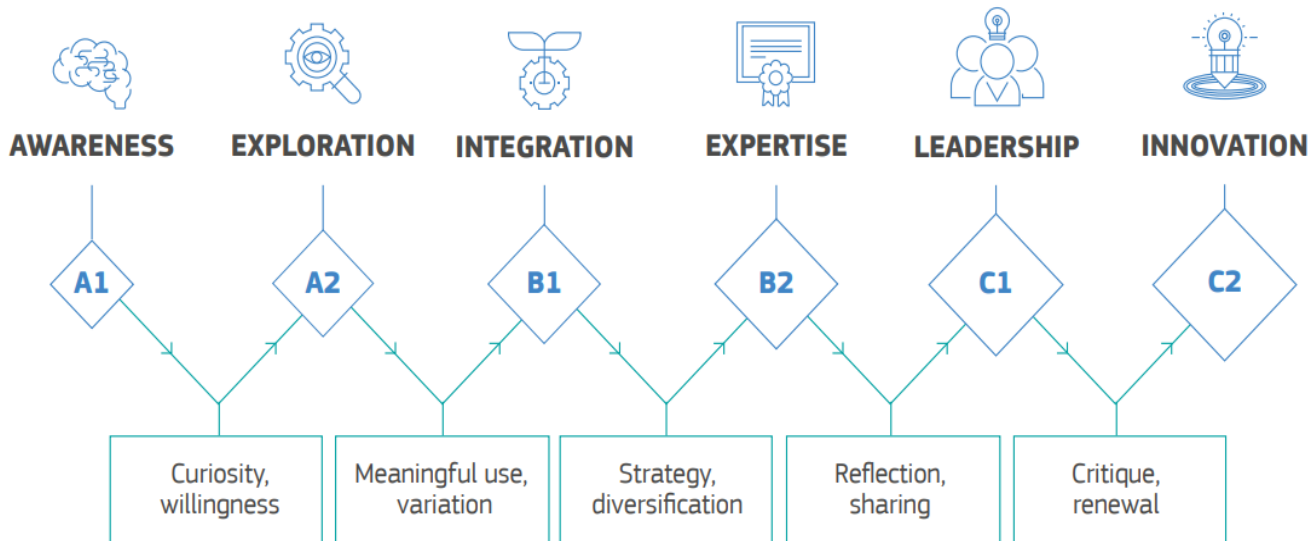 AWARENESS
EXPLORATION
INTEGRATION
EXPERTISE
LEADERSHIP
INNOVATION
A1
A2
B1
B2
C1
C2
Curiosity,
willingness
Meaningful use,
variation
Strategy,
diversification
Reflection,
sharing
Critique,
renewal